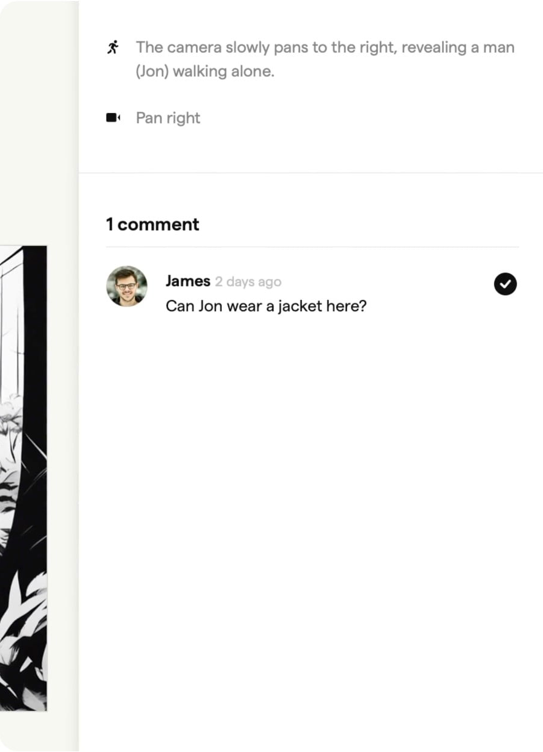 The camera slowly pans to the right, revealing a man
(Jon) walking alone.
Pan right
1 comment
James 2 days ago
Can Jon wear a jacket here?